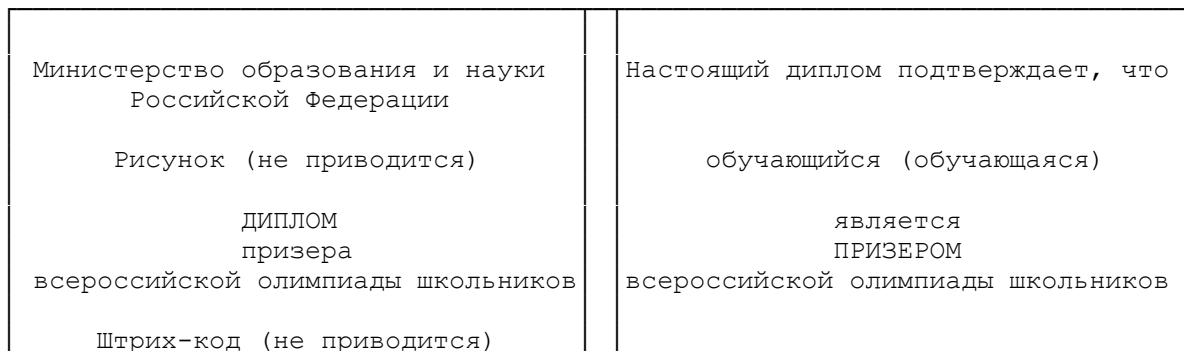 Министерство образования и науки
Российской Федерации
Рисунок (не приводится)
ДИПЛОМ
призера
всероссийской олимпиады школьников
Штрих-код (не приводится)
Настоящий диплом подтверждает, что
обучающийся (обучающаяся)
является
ПРИЗЕРОМ
всероссийской олимпиады школьников